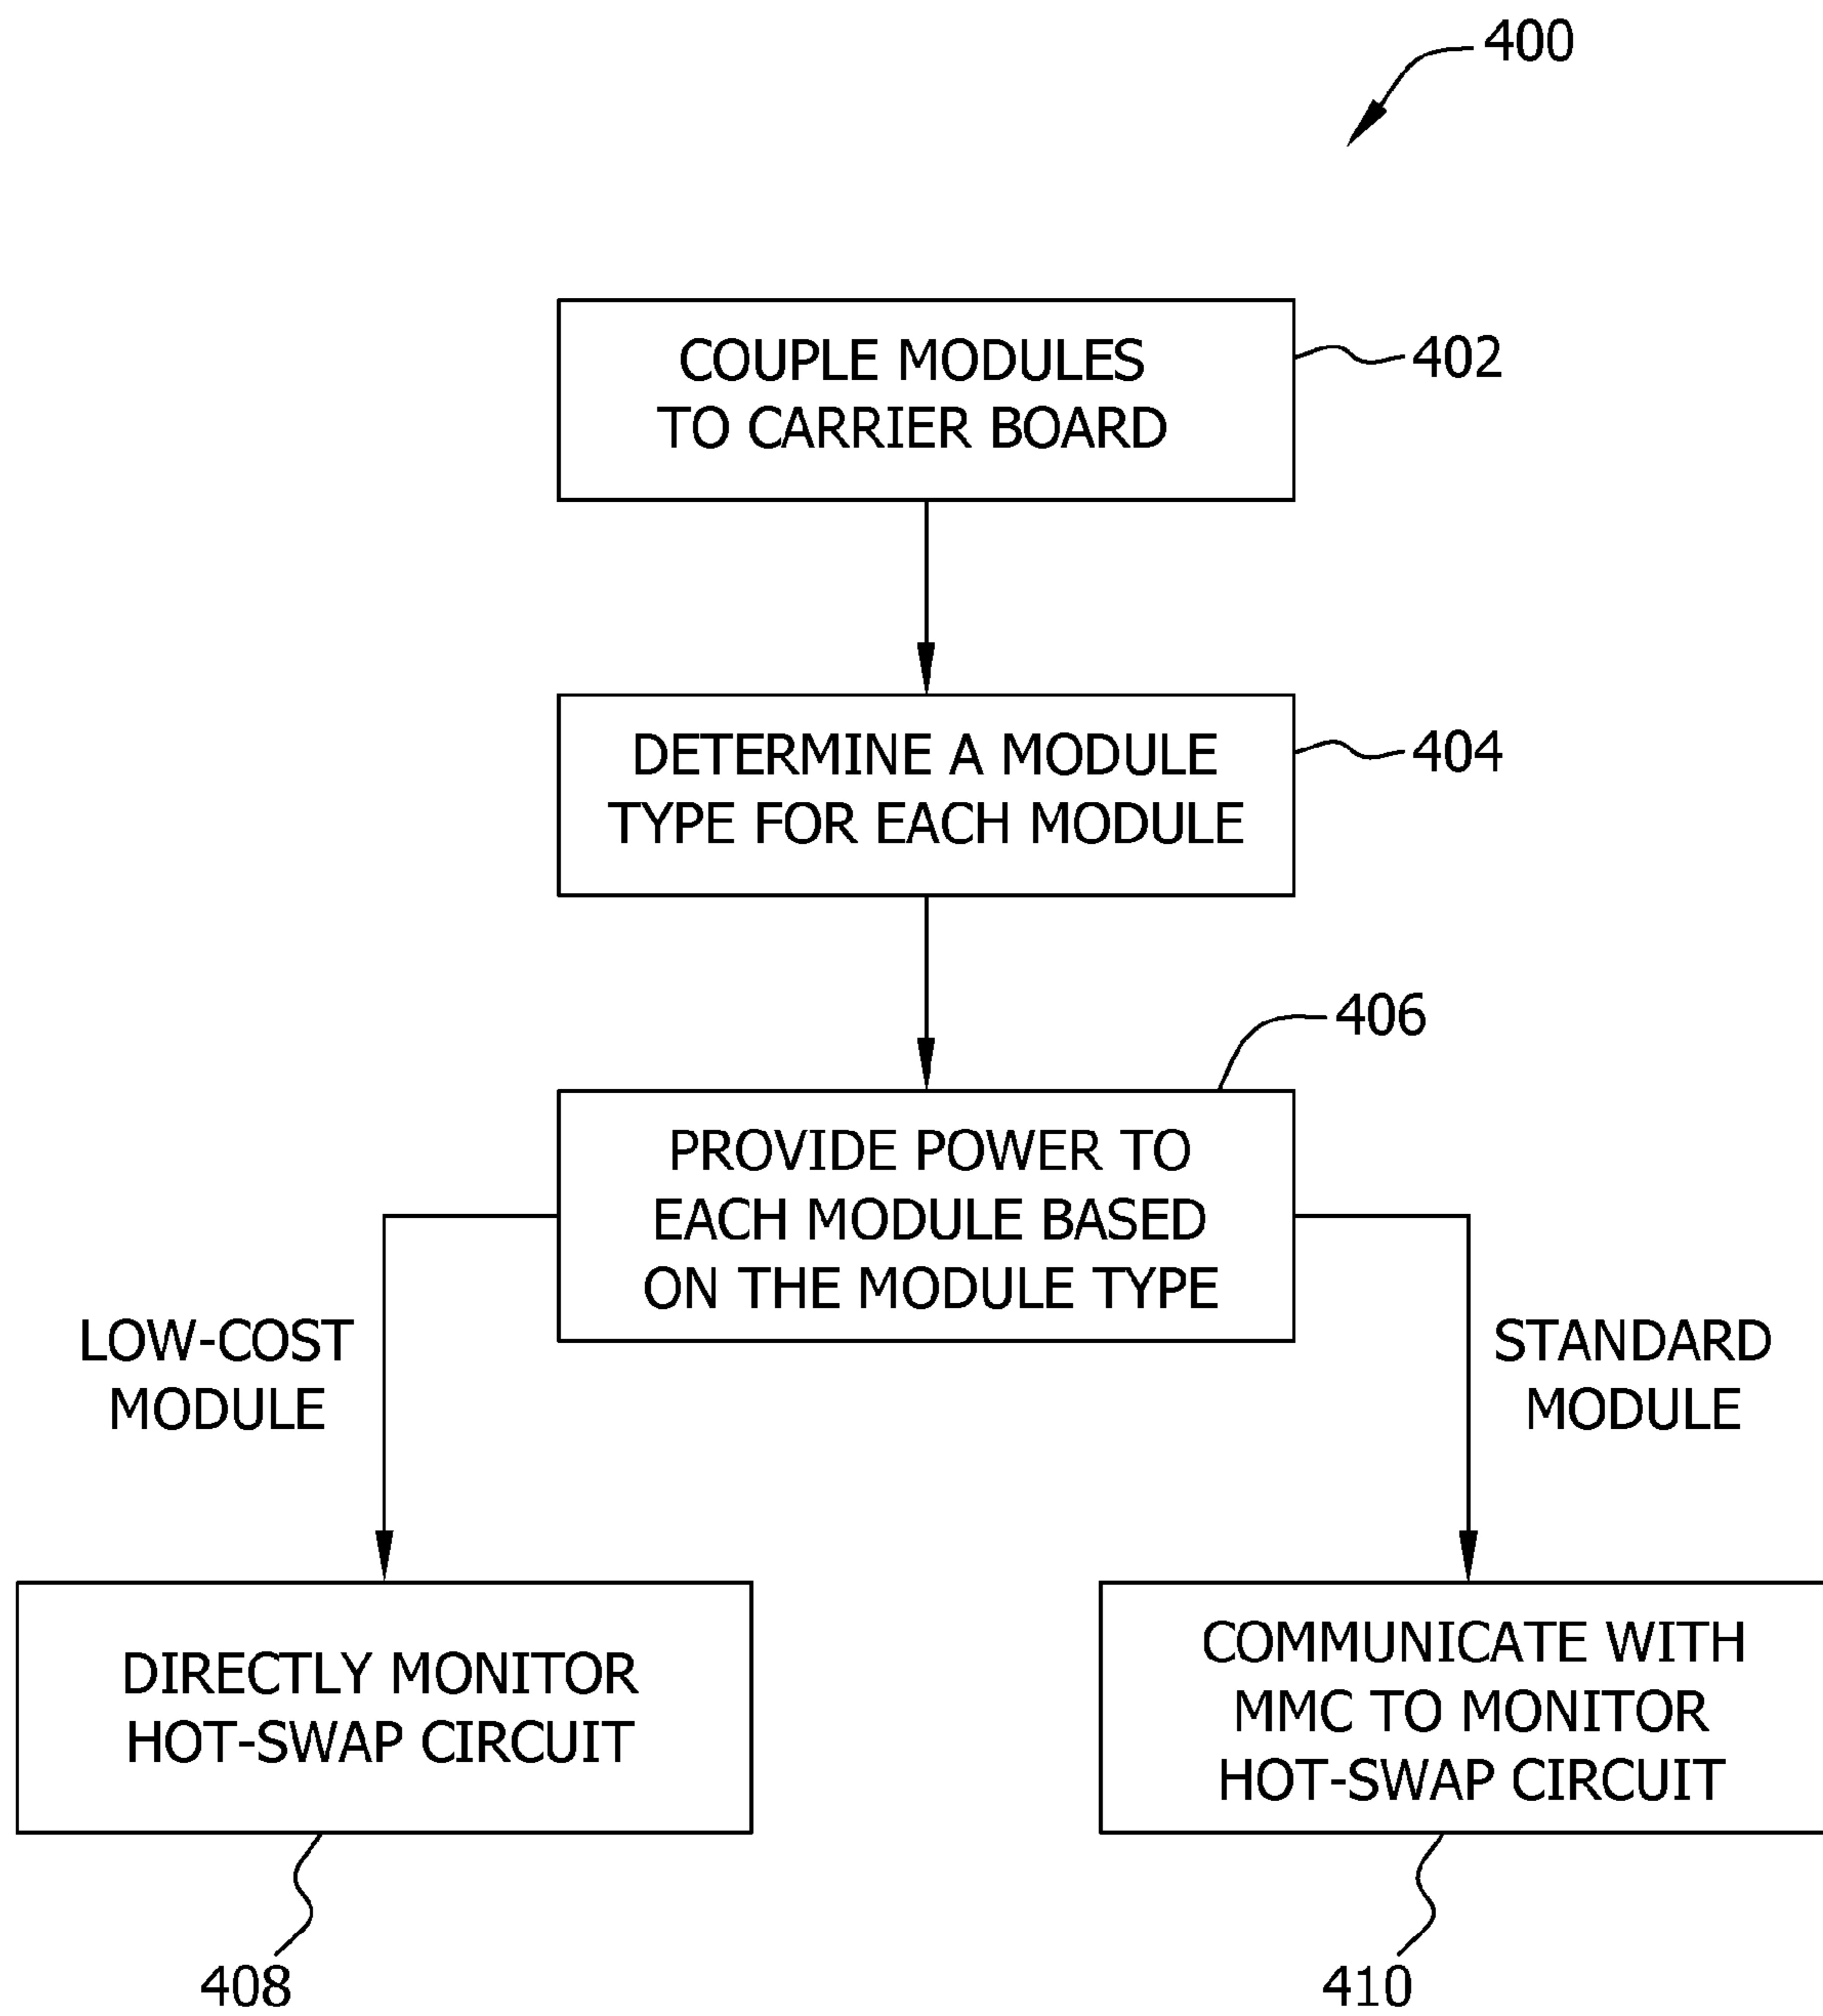 400
COUPLE MODULES
TO CARRIER BOARD
402
DETERMINE A MODULE
TYPE FOR EACH MODULE
404
406
PROVIDE POWER TO
EACH MODULE BASED
ON THE MODULE TYPE
LOW-COST
MODULE
STANDARD
MODULE
DIRECTLY MONITOR
HOT-SWAP CIRCUIT
COMMUNICATE WITH
MMC TO MONITOR
HOT-SWAP CIRCUIT
408
410